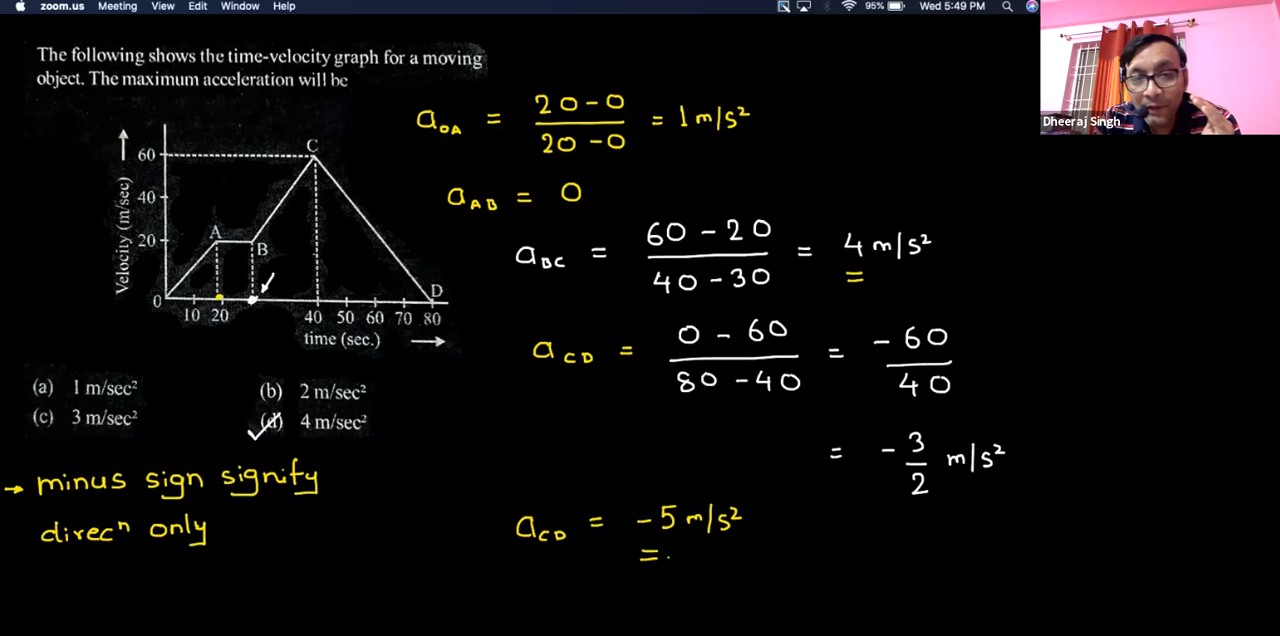 zoom.us Meeting View Edit Window Help 95% Wed 5:49 PM
Dheeraj Singh
The following shows the time-velocity graph for a moving
object. The maximum acceleration will be
Velocity (m/sec)
60
40
20
0
A
B
C
D
10 20 40 50 60 70 80
time (sec.)
(a) 1 m/sec² (b) 2 m/sec²
(c) 3 m/sec² (d) 4 m/sec²
→ minus sign signify
direcⁿ only
a_OA = (20-0)/(20-0) = 1 m/s²
a_AB = 0
a_BC = (60-20)/(40-30) = 4 m/s²
a_CD = (0-60)/(80-40) = -60/40
= -3/2 m/s²
a_CD = -5 m/s²
=